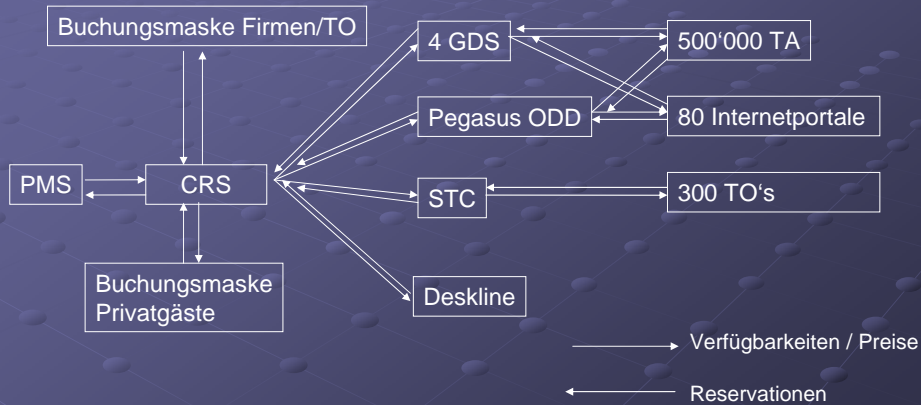 Buchungsmaske Firmen/TO
4 GDS
500‘000 TA
Pegasus ODD
80 Internetportale
PMS
CRS
STC
300 TO‘s
Buchungsmaske
Privatgäste
Deskline
Verfügbarkeiten / Preise
Reservationen